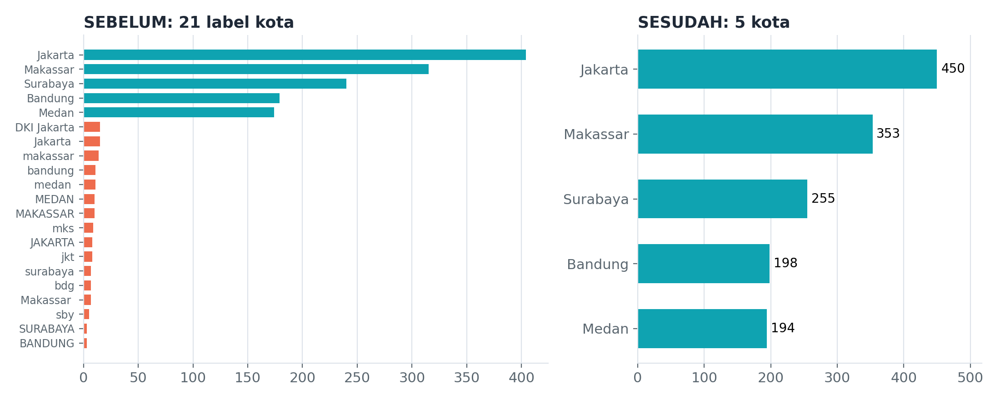 SEBELUM: 21 label kota
Jakarta
Makassar
Surabaya
Bandung
Medan
DKI Jakarta
Jakarta
makassar
bandung
medan
MEDAN
MAKASSAR
mks
JAKARTA
jkt
surabaya
bdg
Makassar
sby
SURABAYA
BANDUNG
0 50 100 150 200 250 300 350 400
SESUDAH: 5 kota
Jakarta 450
Makassar 353
Surabaya 255
Bandung 198
Medan 194
0 100 200 300 400 500